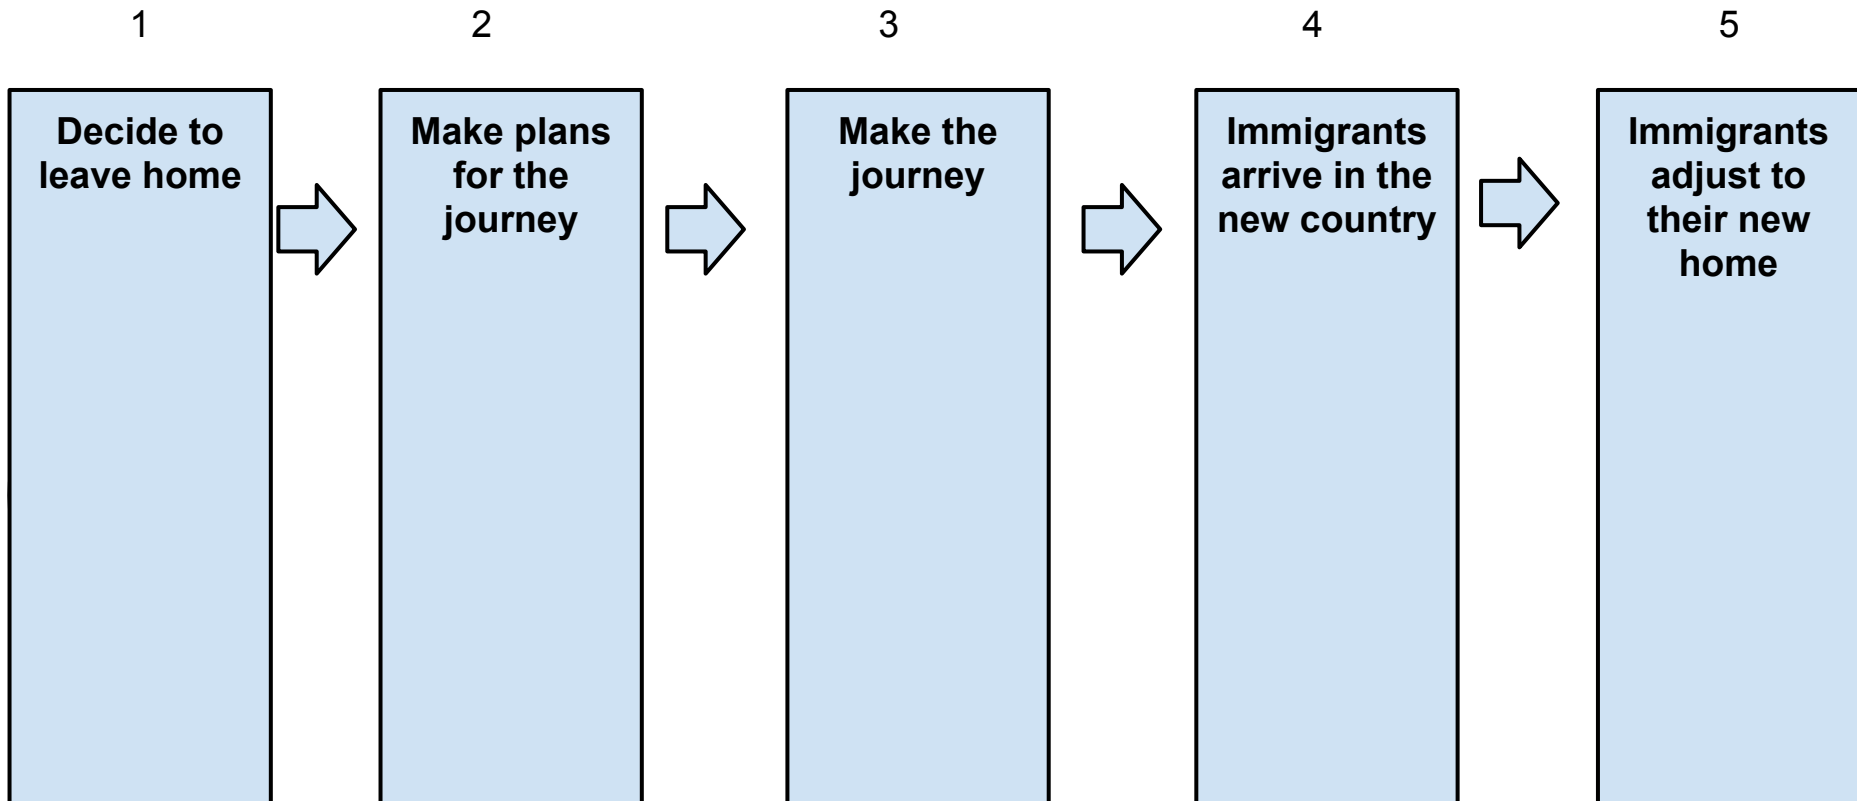 1
2
3
4
5
Decide to
leave home
Make plans
for the
journey
Make the
journey
Immigrants
arrive in the
new country
Immigrants
adjust to
their new
home